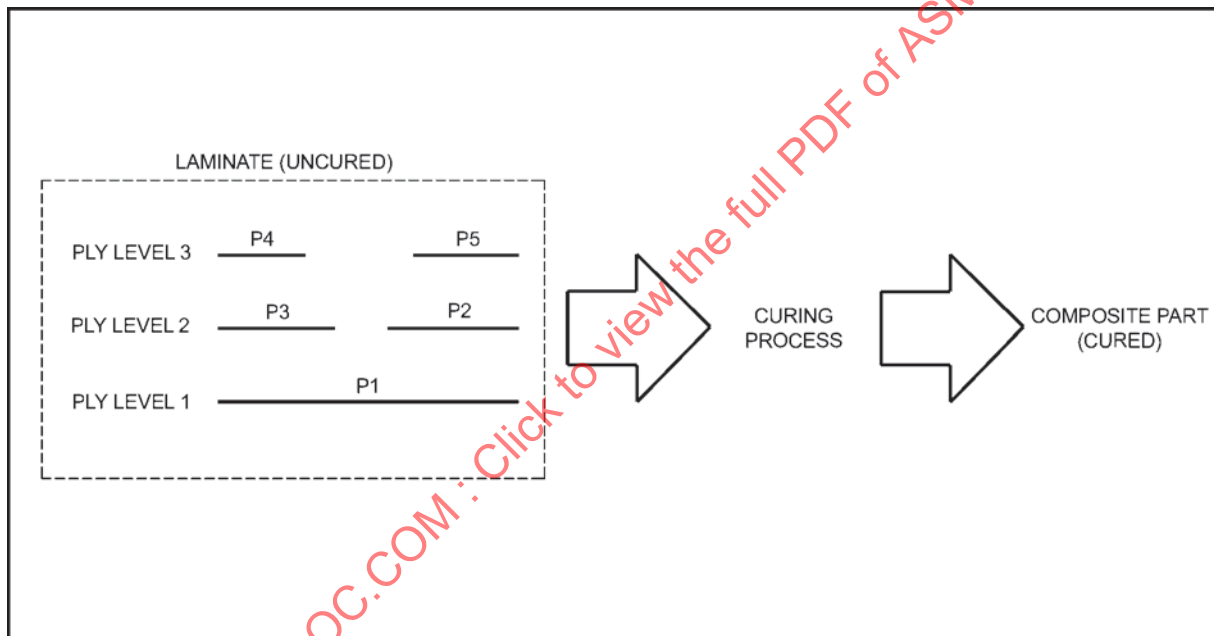 LAMINATE (UNCURED)
PLY LEVEL 3
P4
P5
PLY LEVEL 2
P3
P2
PLY LEVEL 1
P1
CURING
PROCESS
COMPOSITE PART
(CURED)
OC.COM : Click to view the full PDF of ASM